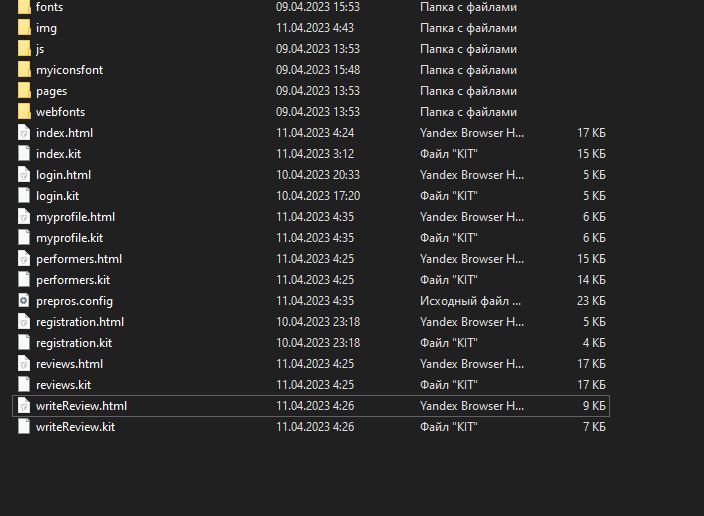 fonts 09.04.2023 15:53 Папка с файлами
img 11.04.2023 4:43 Папка с файлами
js 09.04.2023 13:53 Папка с файлами
myiconsfont 09.04.2023 15:48 Папка с файлами
pages 09.04.2023 13:53 Папка с файлами
webfonts 09.04.2023 13:53 Папка с файлами
index.html 11.04.2023 4:24 Yandex Browser H... 17 КБ
index.kit 11.04.2023 3:12 Файл "KIT" 15 КБ
login.html 10.04.2023 20:33 Yandex Browser H... 5 КБ
login.kit 10.04.2023 17:20 Файл "KIT" 5 КБ
myprofile.html 11.04.2023 4:35 Yandex Browser H... 6 КБ
myprofile.kit 11.04.2023 4:35 Файл "KIT" 6 КБ
performers.html 11.04.2023 4:25 Yandex Browser H... 15 КБ
performers.kit 11.04.2023 4:25 Файл "KIT" 14 КБ
prepros.config 11.04.2023 4:35 Исходный файл ... 23 КБ
registration.html 10.04.2023 23:18 Yandex Browser H... 5 КБ
registration.kit 10.04.2023 23:18 Файл "KIT" 4 КБ
reviews.html 11.04.2023 4:25 Yandex Browser H... 17 КБ
reviews.kit 11.04.2023 4:25 Файл "KIT" 17 КБ
writeReview.html 11.04.2023 4:26 Yandex Browser H... 9 КБ
writeReview.kit 11.04.2023 4:26 Файл "KIT" 7 КБ